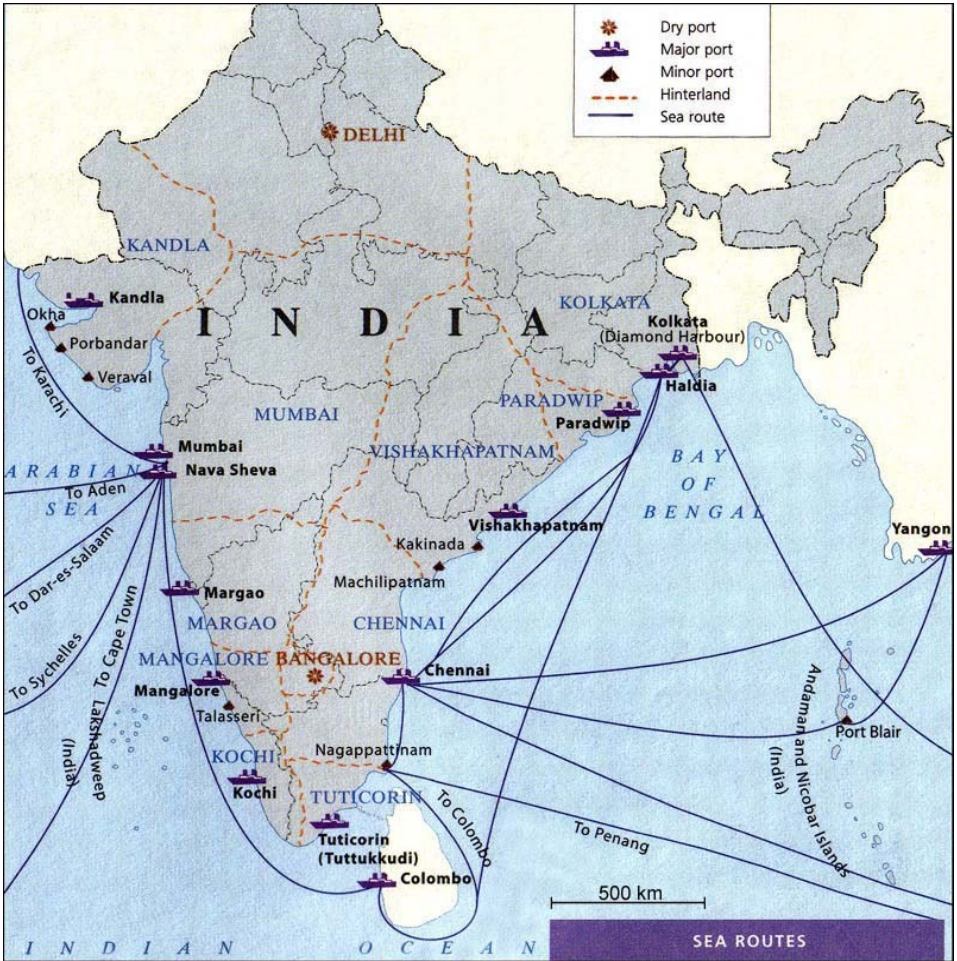 Dry port
Major port
Minor port
Hinterland
Sea route
DELHI
KANDLA
Kandla
Okha
Porbandar
Veraval
To Karachi
INDIA
KOLKATA
Kolkata
(Diamond Harbour)
Haldia
PARADWIP
Paradwip
MUMBAI
VISHAKHAPATNAM
Mumbai
Nava Sheva
ARABIAN
SEA
To Aden
BAY
OF
BENGAL
Vishakhapatnam
Yangon
Kakinada
Machilipatnam
To Dar-es-Salaam
Margao
MARGAO
CHENNAI
To Sychelles
To Cape Town
MANGALORE
BANGALORE
Mangalore
Chennai
Talasseri
Lakshadweep
(India)
Port Blair
Andaman and Nicobar Islands
(India)
Nagappattinam
KOCHI
Kochi
TUTICORIN
To Colombo
To Penang
Tuticorin
(Tuttukkudi)
Colombo
500 km
SEA ROUTES
INDIAN OCEAN